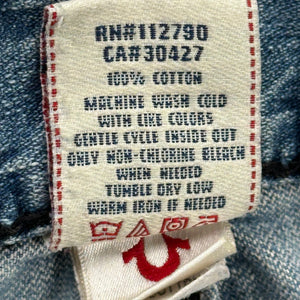 RN#112790
CA#30427
100% COTTON
MACHINE WASH COLD
WITH LIKE COLORS
GENTLE CYCLE INSIDE OUT
ONLY NON-CHLORINE BLEACH
WHEN NEEDED
TUMBLE DRY LOW
WARM IRON IF NEEDED